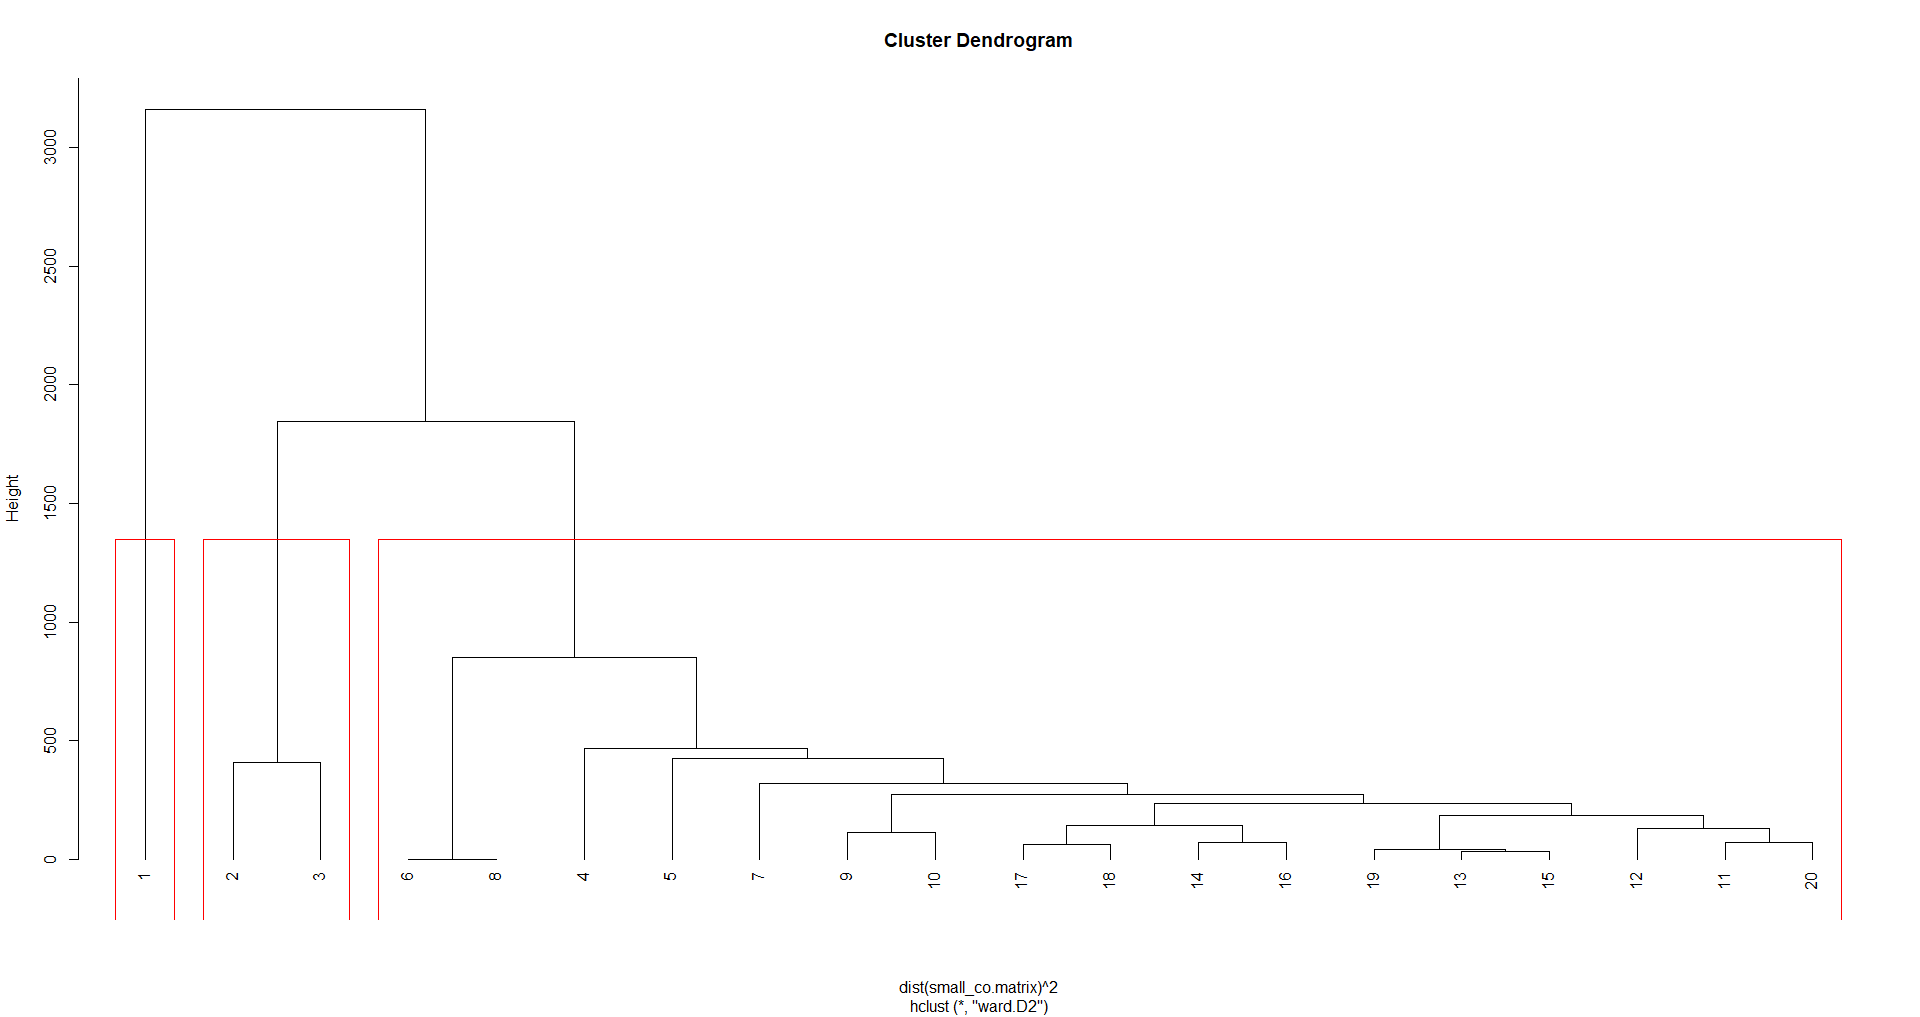 Cluster Dendrogram
Height
0 500 1000 1500 2000 2500 3000
1 2 3 6 8 4 5 7 9 10 17 18 14 16 19 13 15 12 11 20
dist(small_co.matrix)^2
hclust (*, "ward.D2")